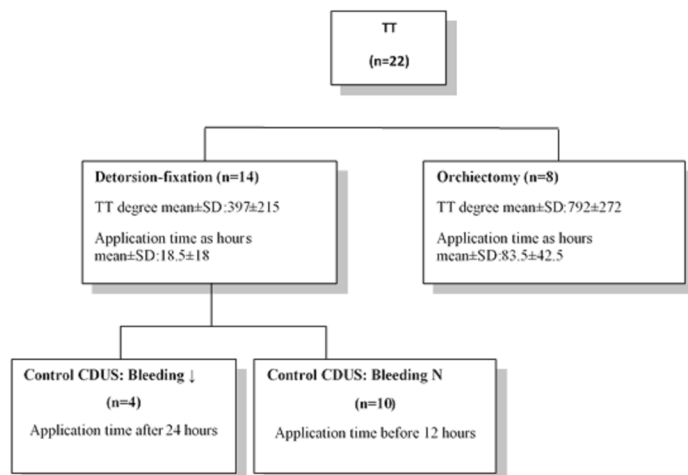 TT
(n=22)
Detorsion-fixation (n=14)
TT degree mean±SD:397±215
Application time as hours
mean±SD:18.5±18
Orchiectomy (n=8)
TT degree mean±SD:792±272
Application time as hours
mean±SD:83.5±42.5
Control CDUS: Bleeding ↓
(n=4)
Application time after 24 hours
Control CDUS: Bleeding N
(n=10)
Application time before 12 hours